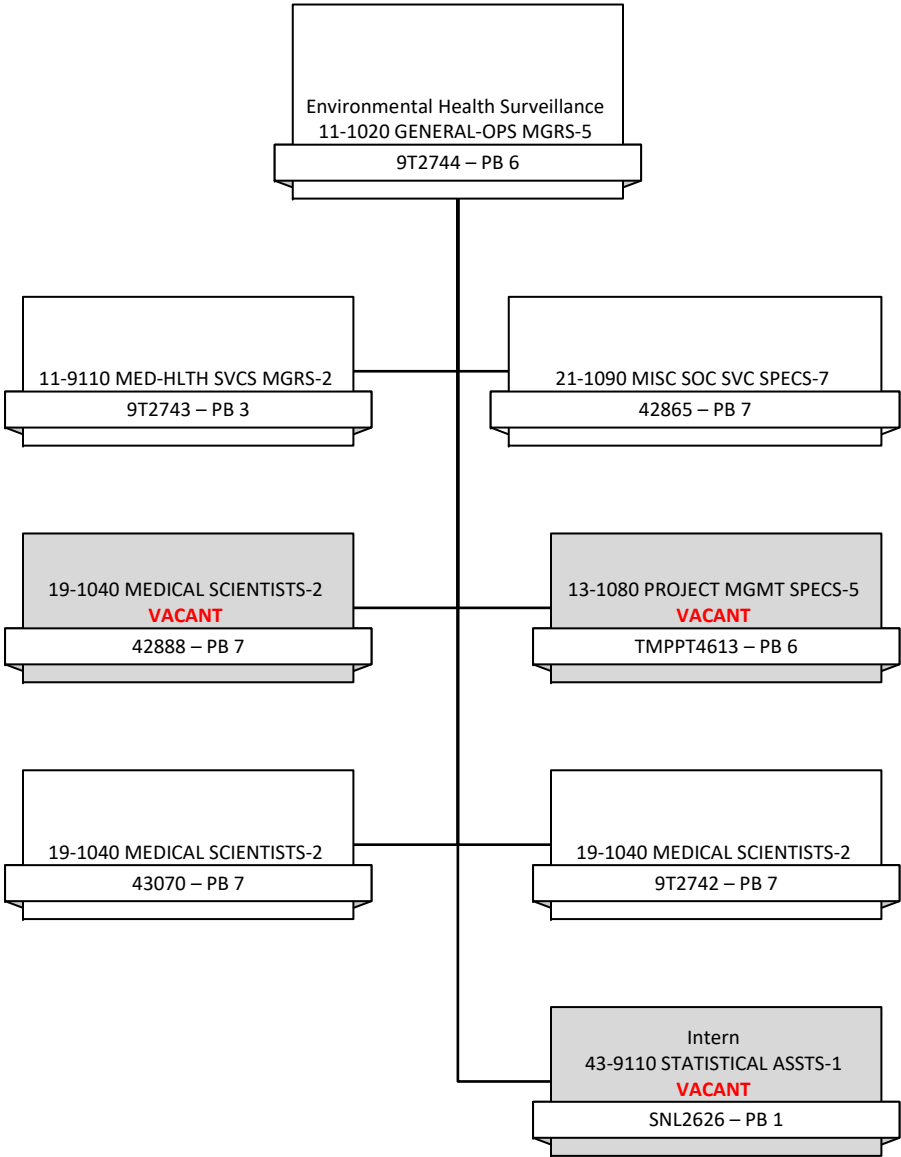 Environmental Health Surveillance
11-1020 GENERAL-OPS MGRS-5
9T2744 – PB 6
11-9110 MED-HLTH SVCS MGRS-2
9T2743 – PB 3
21-1090 MISC SOC SVC SPECS-7
42865 – PB 7
19-1040 MEDICAL SCIENTISTS-2
VACANT
42888 – PB 7
13-1080 PROJECT MGMT SPECS-5
VACANT
TMPPT4613 – PB 6
19-1040 MEDICAL SCIENTISTS-2
43070 – PB 7
19-1040 MEDICAL SCIENTISTS-2
9T2742 – PB 7
Intern
43-9110 STATISTICAL ASSTS-1
VACANT
SNL2626 – PB 1